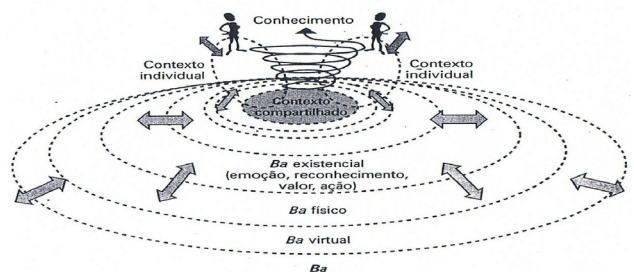 Conhecimento
Contexto
individual
Contexto
individual
Contexto
compartilhado
Ba existencial
(emoção, reconhecimento,
valor, ação)
Ba físico
Ba virtual
Ba